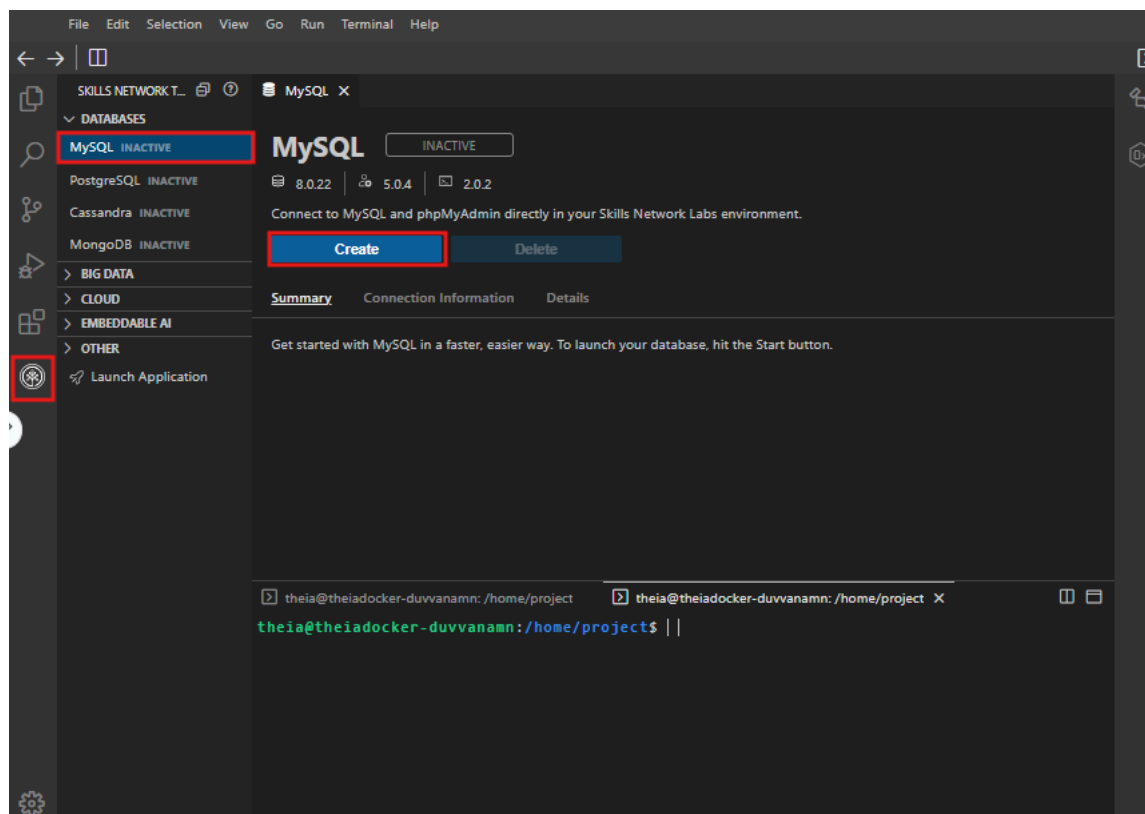 File Edit Selection View Go Run Terminal Help
SKILLS NETWORK T...
MySQL
DATABASES
MySQL INACTIVE
PostgreSQL INACTIVE
Cassandra INACTIVE
MongoDB INACTIVE
BIG DATA
CLOUD
EMBEDDABLE AI
OTHER
Launch Application
MySQL INACTIVE
8.0.22 5.0.4 2.0.2
Connect to MySQL and phpMyAdmin directly in your Skills Network Labs environment.
Create Delete
Summary Connection Information Details
Get started with MySQL in a faster, easier way. To launch your database, hit the Start button.
theia@theiadocker-duvvanamn: /home/project theia@theiadocker-duvvanamn: /home/project
theia@theiadocker-duvvanamn:/home/project$